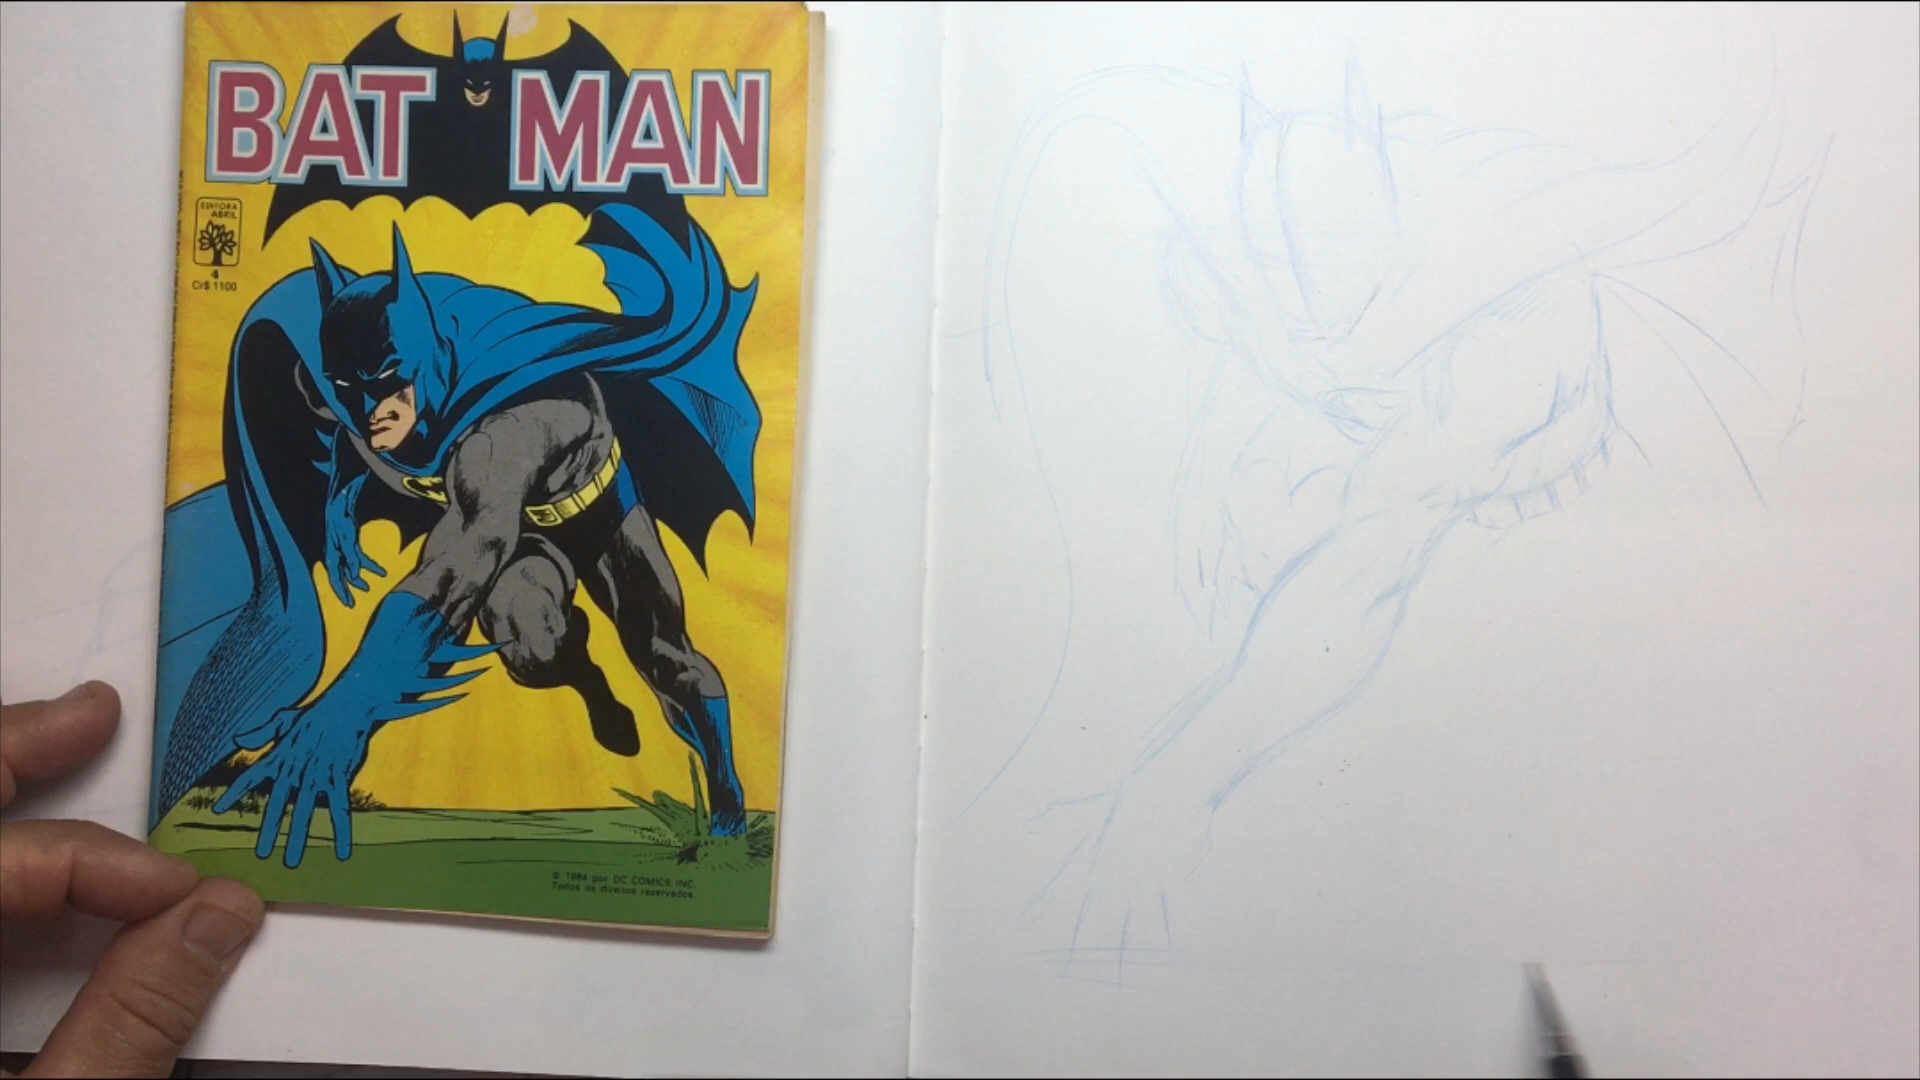 BAT MAN
EDITORA
ABRIL
4
Cr$ 1100
© 1984 por DC COMICS INC.
Todos os direitos reservados.